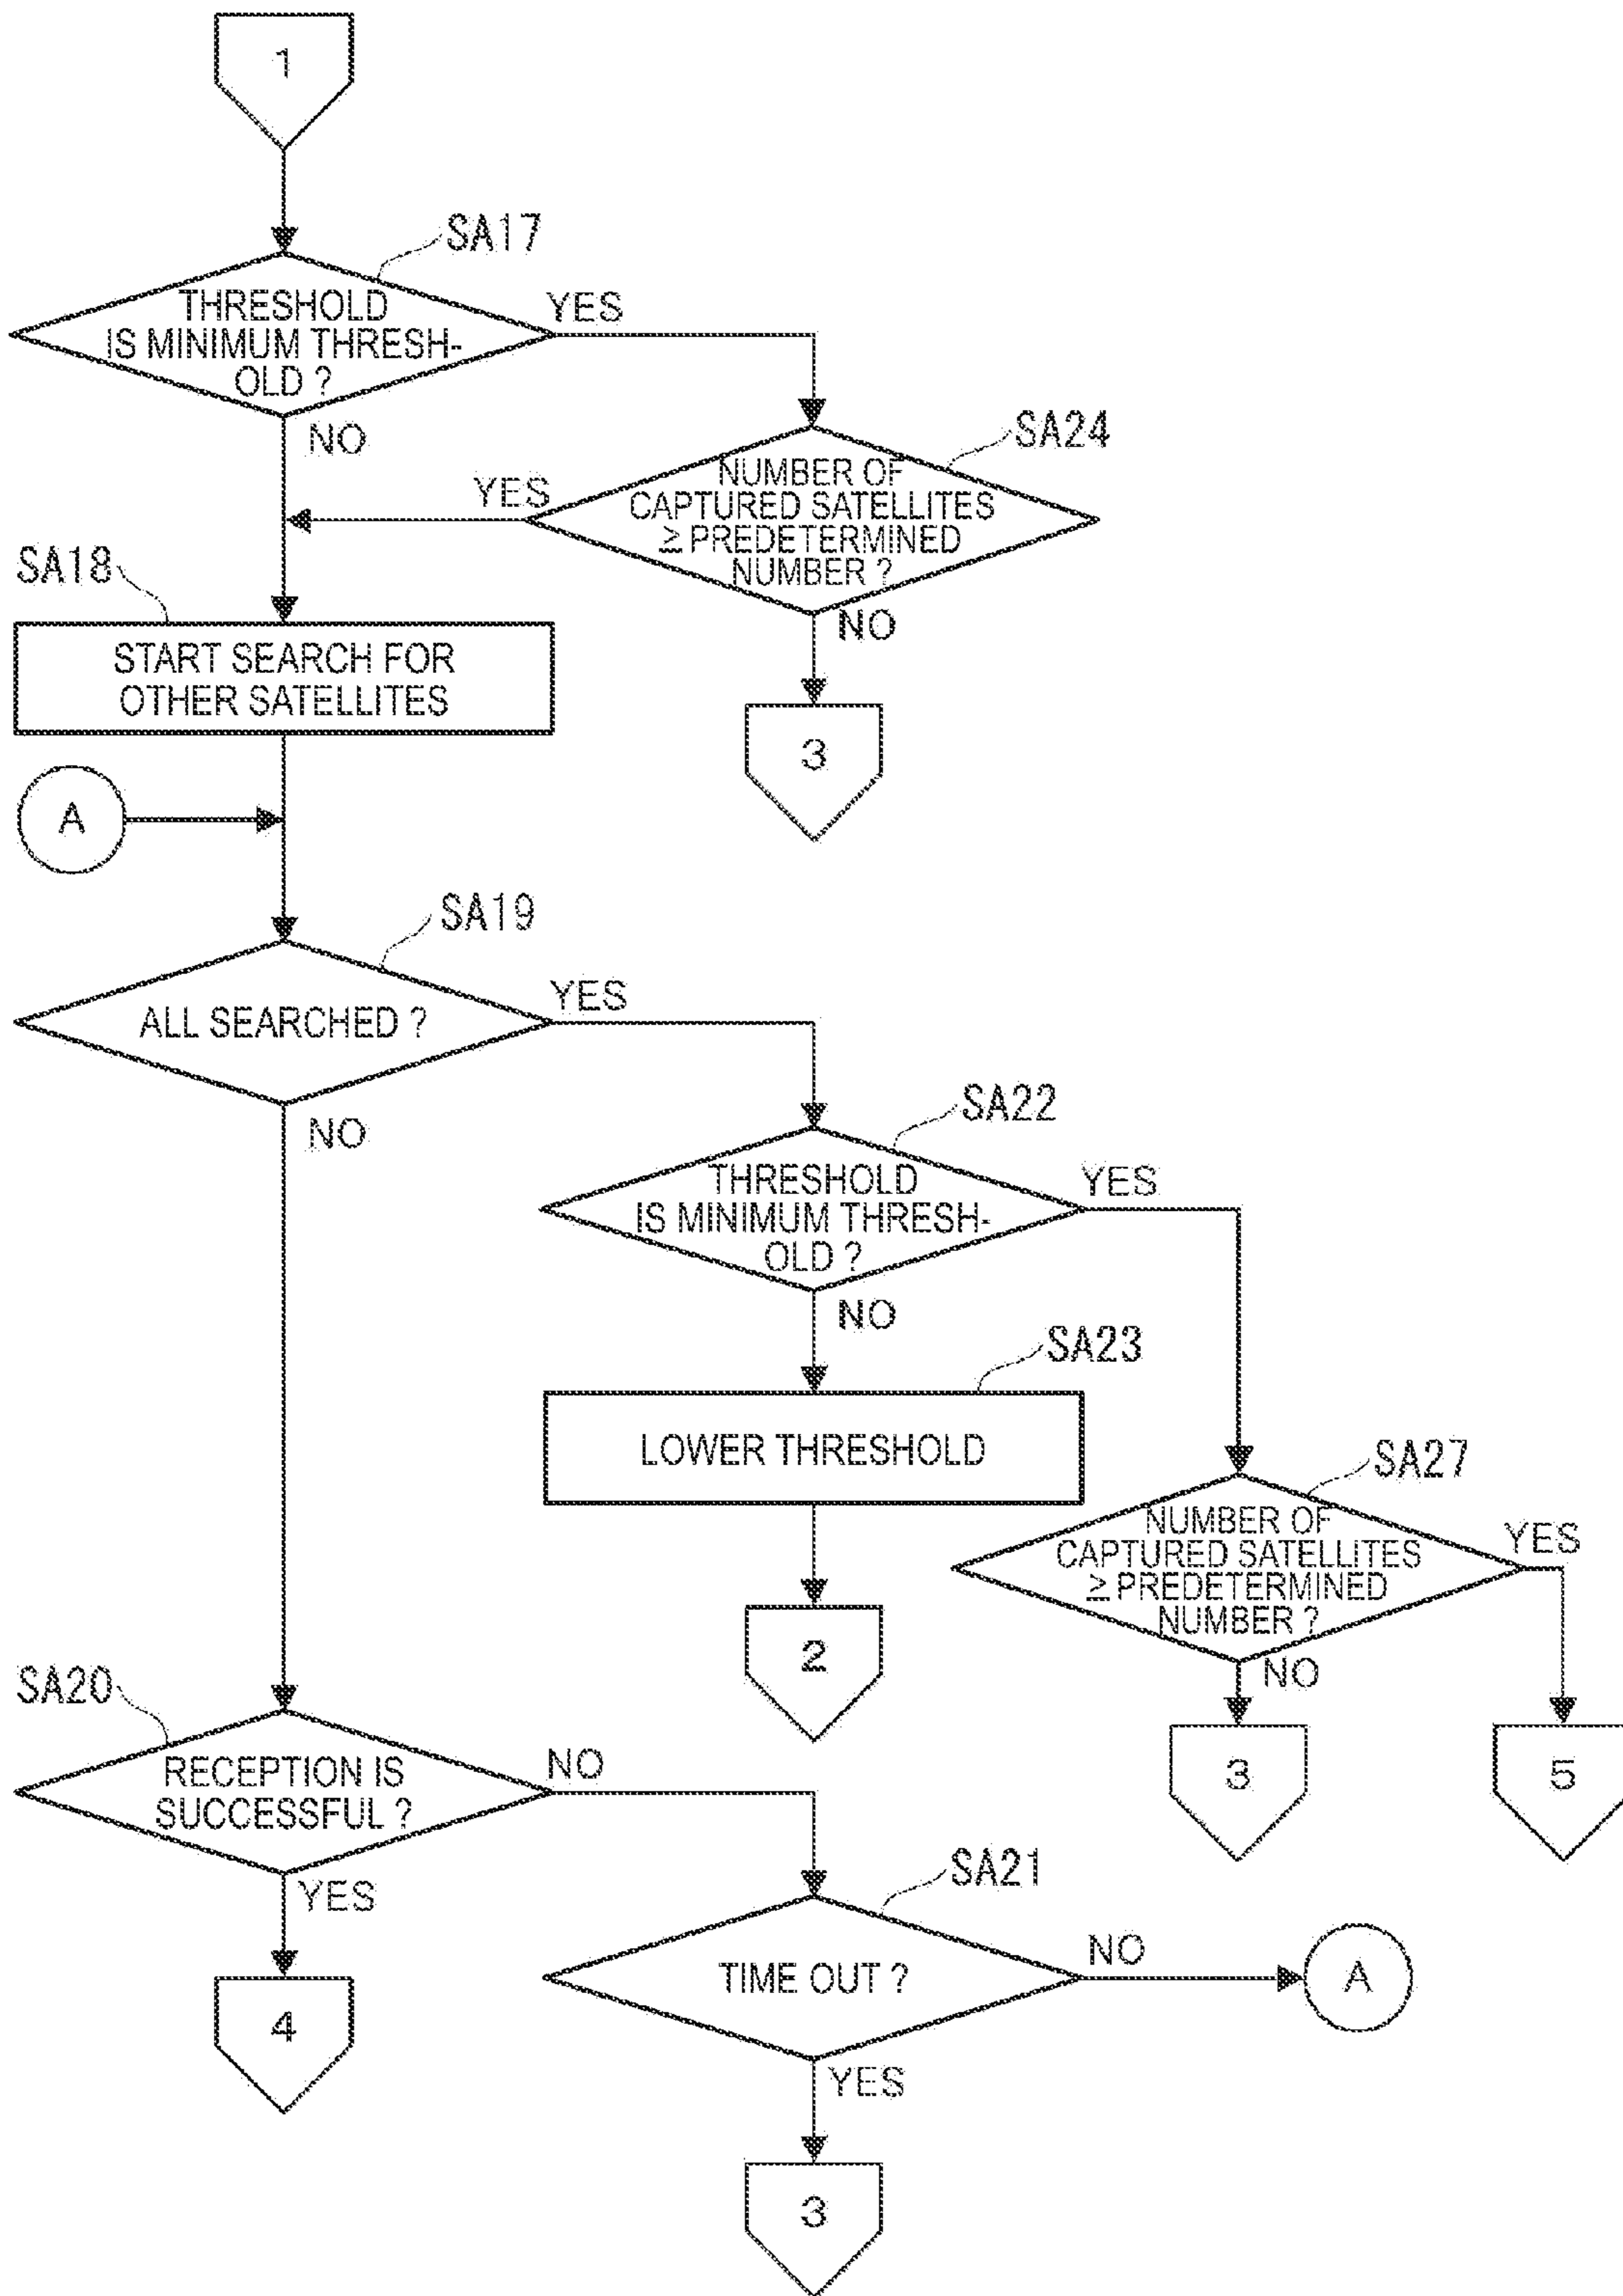 1
SA17
THRESHOLD
IS MINIMUM THRESH-
OLD ?
YES
NO
SA24
NUMBER OF
CAPTURED SATELLITES
≥ PREDETERMINED
NUMBER ?
YES
NO
3
SA18
START SEARCH FOR
OTHER SATELLITES
A
SA19
ALL SEARCHED ?
YES
NO
SA22
THRESHOLD
IS MINIMUM THRESH-
OLD ?
YES
NO
SA23
LOWER THRESHOLD
2
SA27
NUMBER OF
CAPTURED SATELLITES
≥ PREDETERMINED
NUMBER ?
YES
NO
3
5
SA20
RECEPTION IS
SUCCESSFUL ?
NO
YES
4
SA21
TIME OUT ?
NO
A
YES
3